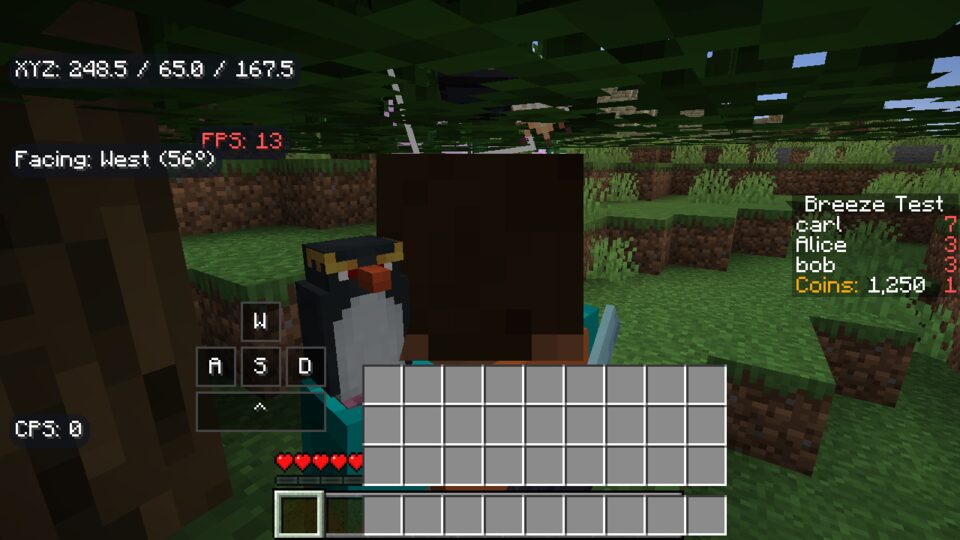 XYZ: 248.5 / 65.0 / 167.5
FPS: 13
Facing: West (56°)
Breeze Test
carl 7
Alice 3
bob 3
Coins: 1,250 1
W
A S D
^
CPS: 0